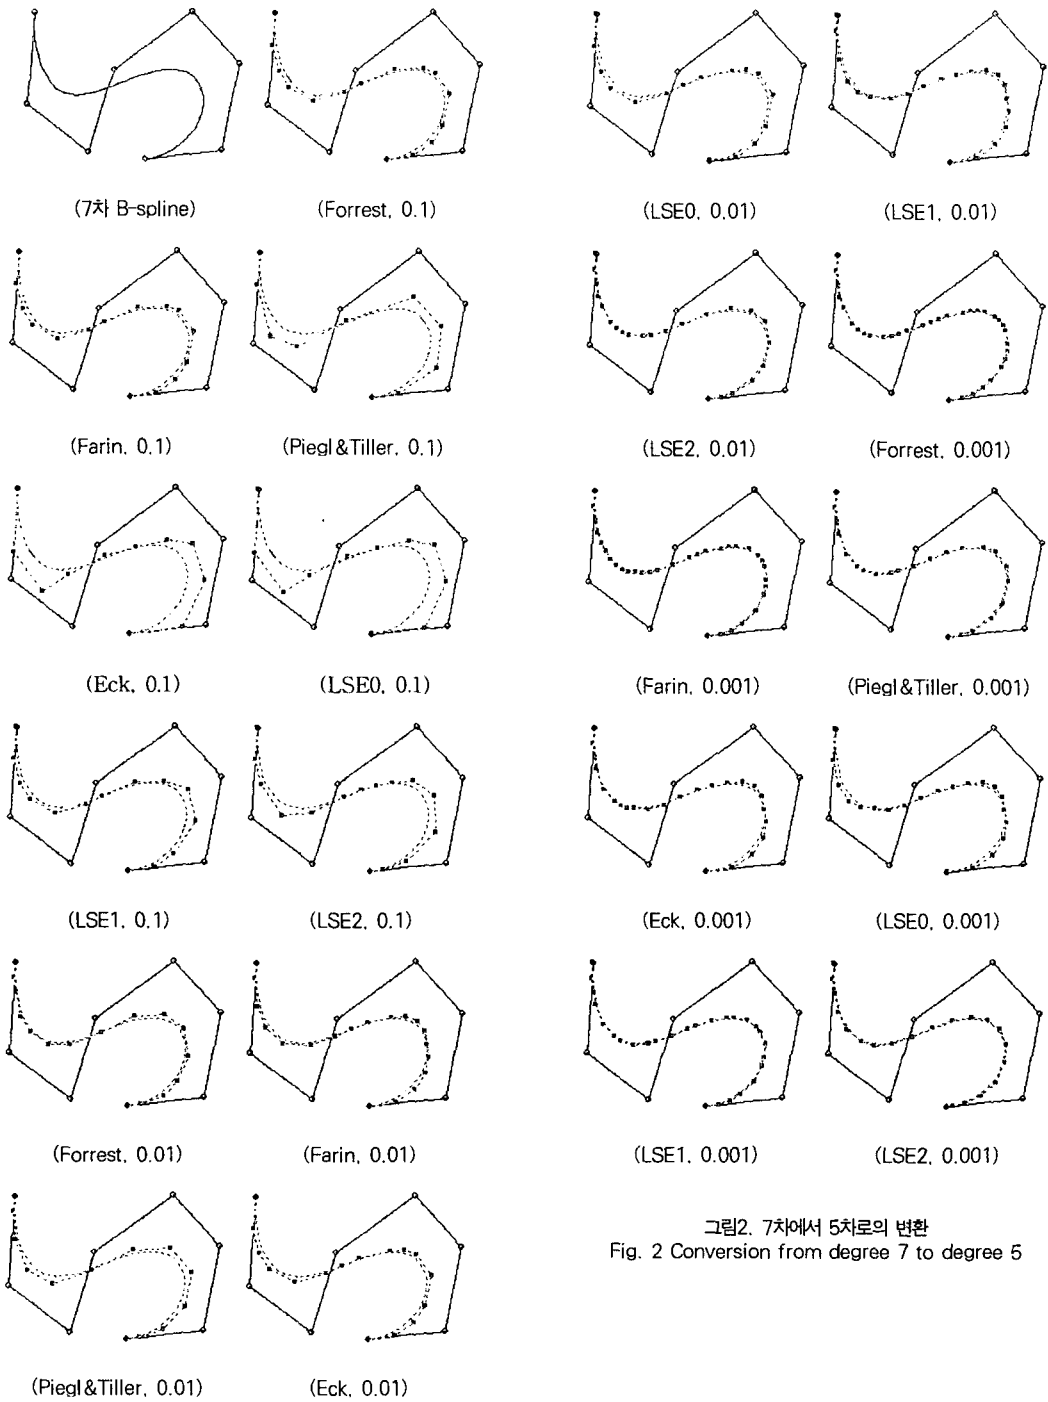 (7차 B-spline)
(Forrest, 0.1)
(Farin, 0.1)
(Piegl&Tiller, 0.1)
(Eck, 0.1)
(LSE0, 0.1)
(LSE1, 0.1)
(LSE2, 0.1)
(Forrest, 0.01)
(Farin, 0.01)
(Piegl&Tiller, 0.01)
(Eck, 0.01)
(LSE0, 0.01)
(LSE1, 0.01)
(LSE2, 0.01)
(Forrest, 0.001)
(Farin, 0.001)
(Piegl&Tiller, 0.001)
(Eck, 0.001)
(LSE0, 0.001)
(LSE1, 0.001)
(LSE2, 0.001)
그림2. 7차에서 5차로의 변환
Fig. 2 Conversion from degree 7 to degree 5